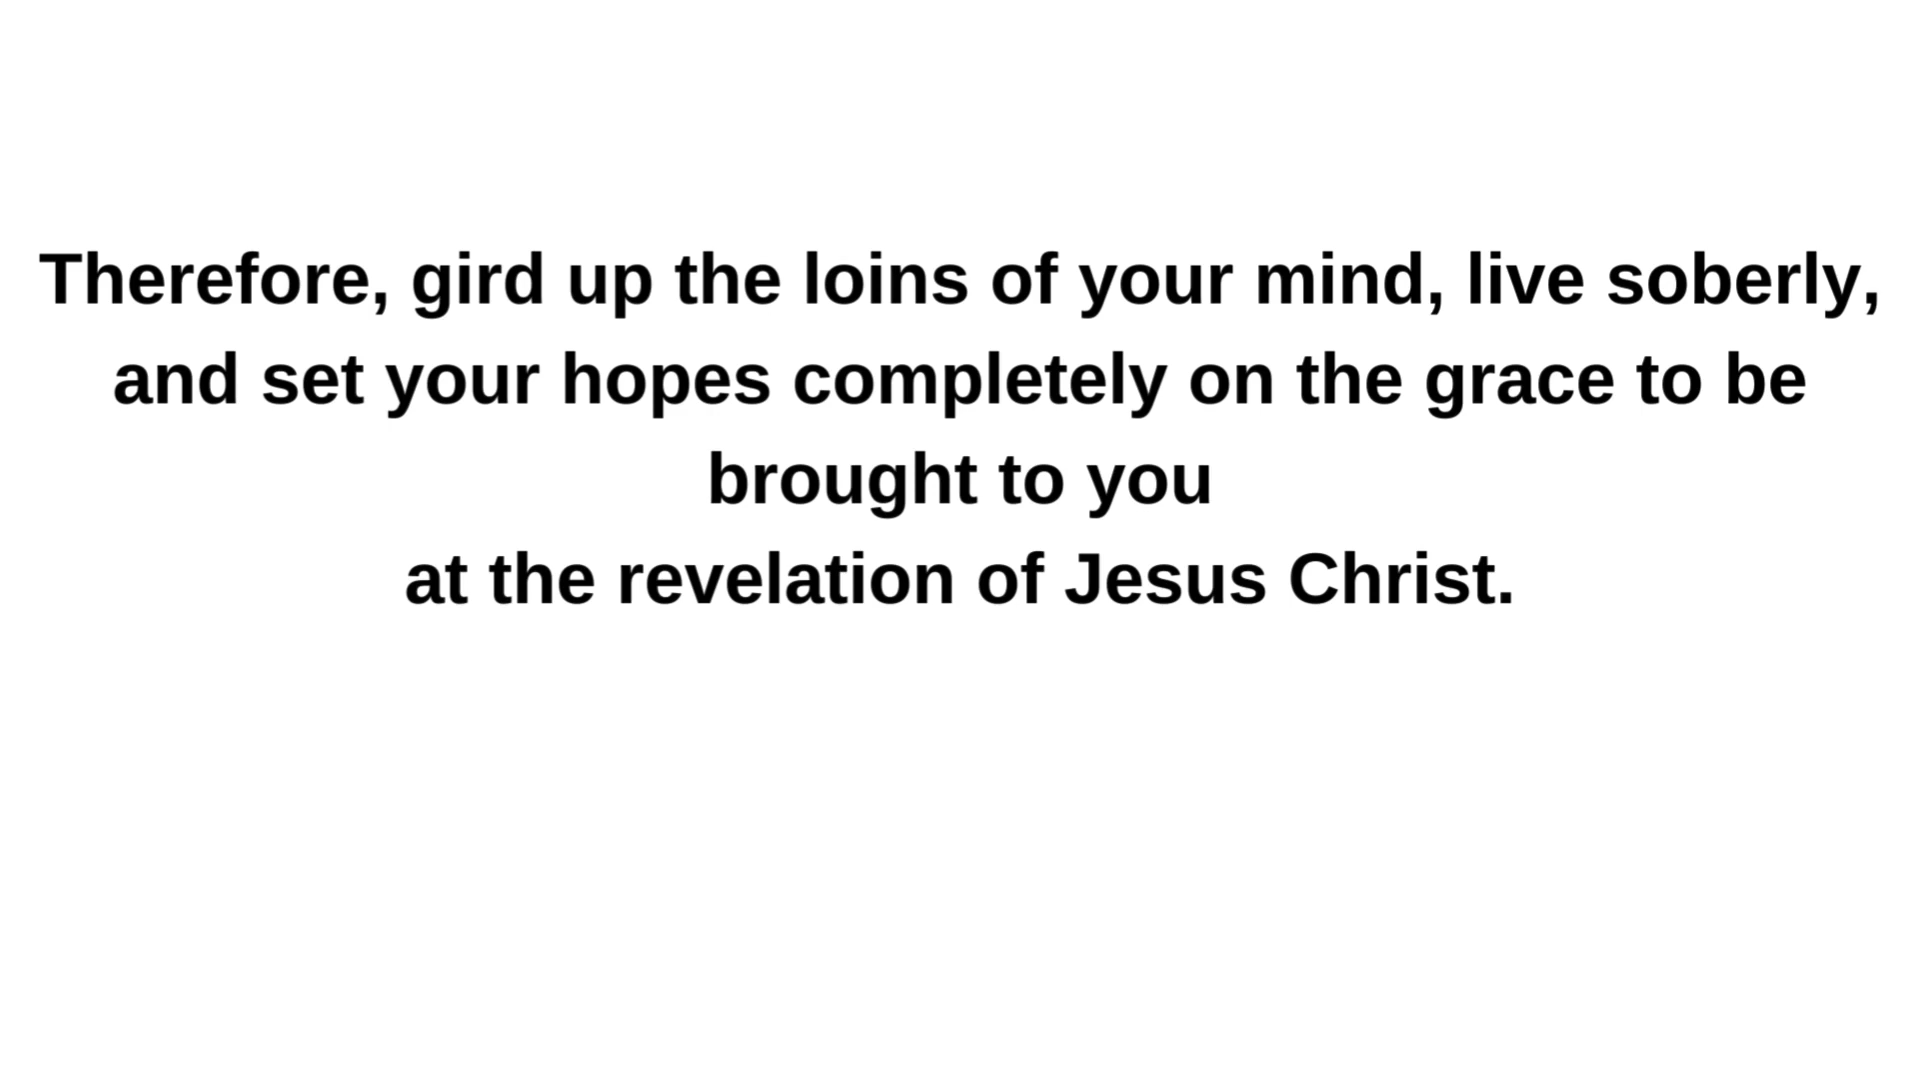 Therefore, gird up the loins of your mind, live soberly,
and set your hopes completely on the grace to be
brought to you
at the revelation of Jesus Christ.